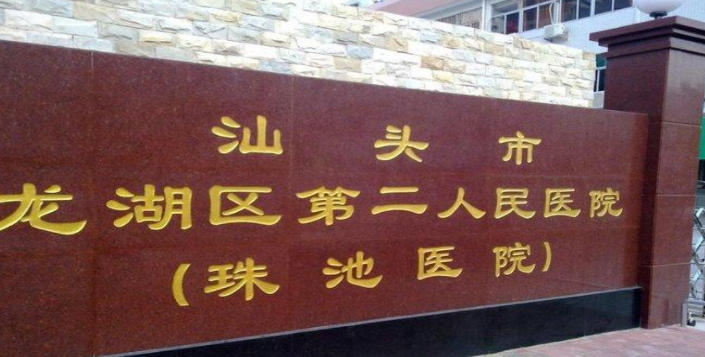 汕头市
龙湖区第二人民医院
(珠池医院)